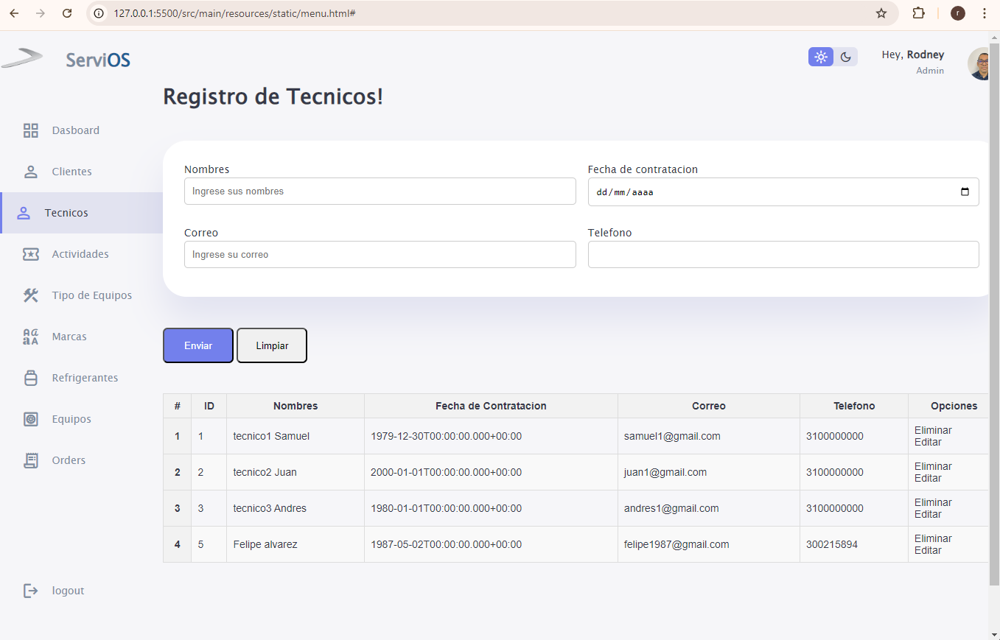 127.0.0.1:5500/src/main/resources/static/menu.html#
r
ServiOS
Hey, Rodney
Admin
Registro de Tecnicos!
Dasboard
Clientes
Tecnicos
Actividades
Tipo de Equipos
Marcas
Refrigerantes
Equipos
Orders
logout
Nombres
Ingrese sus nombres
Fecha de contratacion
dd/mm/aaaa
Correo
Ingrese su correo
Telefono
Enviar
Limpiar
# ID Nombres Fecha de Contratacion Correo Telefono Opciones
1 1 tecnico1 Samuel 1979-12-30T00:00:00.000+00:00 samuel1@gmail.com 3100000000 Eliminar
Editar
2 2 tecnico2 Juan 2000-01-01T00:00:00.000+00:00 juan1@gmail.com 3100000000 Eliminar
Editar
3 3 tecnico3 Andres 1980-01-01T00:00:00.000+00:00 andres1@gmail.com 3100000000 Eliminar
Editar
4 5 Felipe alvarez 1987-05-02T00:00:00.000+00:00 felipe1987@gmail.com 300215894 Eliminar
Editar